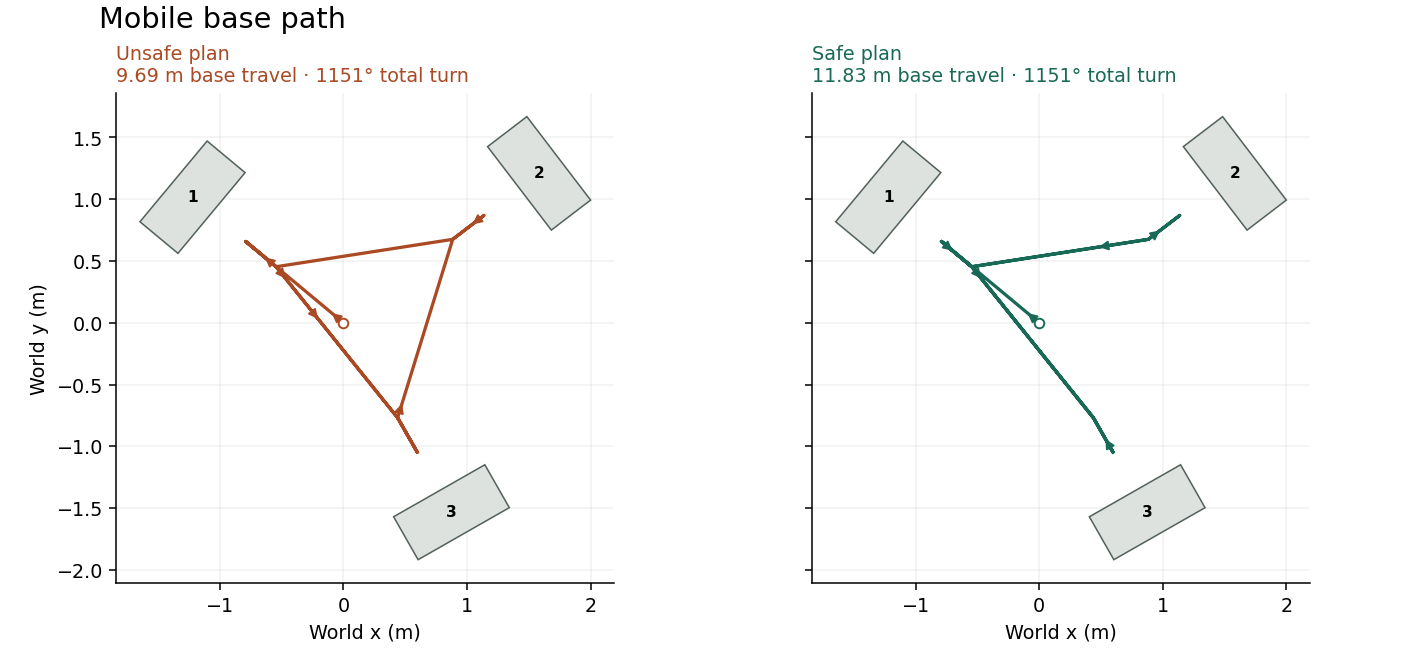 Mobile base path
Unsafe plan
9.69 m base travel · 1151° total turn
1.5
1.0
0.5
0.0
−0.5
−1.0
−1.5
−2.0
World y (m)
1
2
3
−1
0
1
2
World x (m)
Safe plan
11.83 m base travel · 1151° total turn
1
2
3
−1
0
1
2
World x (m)